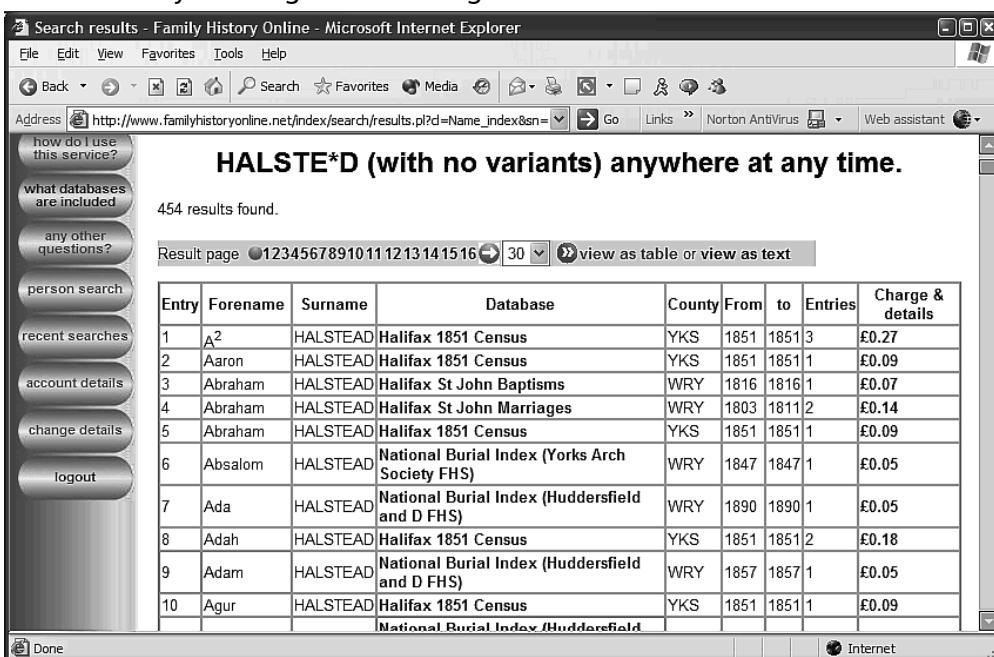 Search results - Family History Online - Microsoft Internet Explorer
File Edit View Favorites Tools Help
Back Search Favorites Media
Address http://www.familyhistoryonline.net/index/search/results.pl?cl=Name_index&sn= Go Links » Norton AntiVirus Web assistant
how do I use
this service?
what databases
are included
any other
questions?
person search
recent searches
account details
change details
logout
HALSTE*D (with no variants) anywhere at any time.
454 results found.
Result page 12345678910111213141516 30 view as table or view as text
Entry Forename Surname Database County From to Entries Charge & details
1 A² HALSTEAD Halifax 1851 Census YKS 1851 1851 3 £0.27
2 Aaron HALSTEAD Halifax 1851 Census YKS 1851 1851 1 £0.09
3 Abraham HALSTEAD Halifax St John Baptisms WRY 1816 1816 1 £0.07
4 Abraham HALSTEAD Halifax St John Marriages WRY 1803 1811 2 £0.14
5 Abraham HALSTEAD Halifax 1851 Census YKS 1851 1851 1 £0.09
6 Absalom HALSTEAD National Burial Index (Yorks Arch Society FHS) WRY 1847 1847 1 £0.05
7 Ada HALSTEAD National Burial Index (Huddersfield and D FHS) WRY 1890 1890 1 £0.05
8 Adah HALSTEAD Halifax 1851 Census YKS 1851 1851 2 £0.18
9 Adam HALSTEAD National Burial Index (Huddersfield and D FHS) WRY 1857 1857 1 £0.05
10 Agur HALSTEAD Halifax 1851 Census YKS 1851 1851 1 £0.09
National Burial Index (Huddersfield
Done Internet